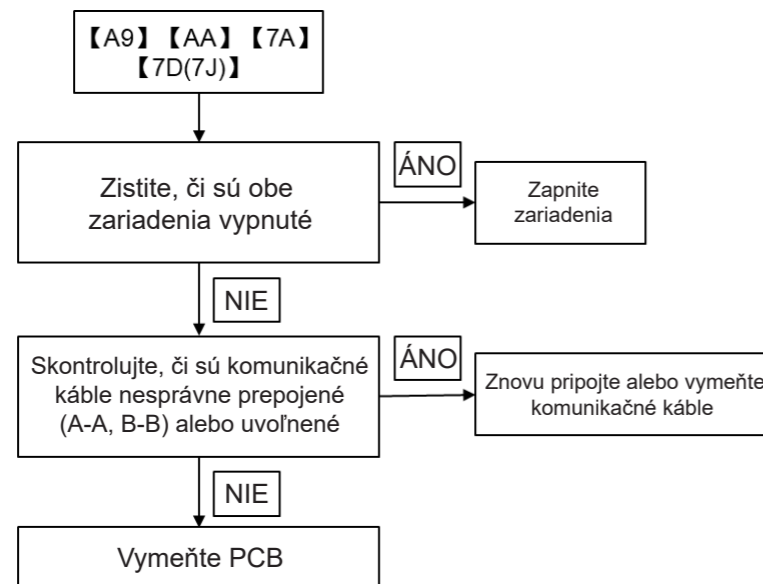 【A9】【AA】【7A】
【7D(7J)】
Zistite, či sú obe
zariadenia vypnuté
ÁNO
Zapnite
zariadenia
NIE
Skontrolujte, či sú komunikačné
káble nesprávne prepojené
(A-A, B-B) alebo uvoľnené
ÁNO
Znovu pripojte alebo vymeňte
komunikačné káble
NIE
Vymeňte PCB